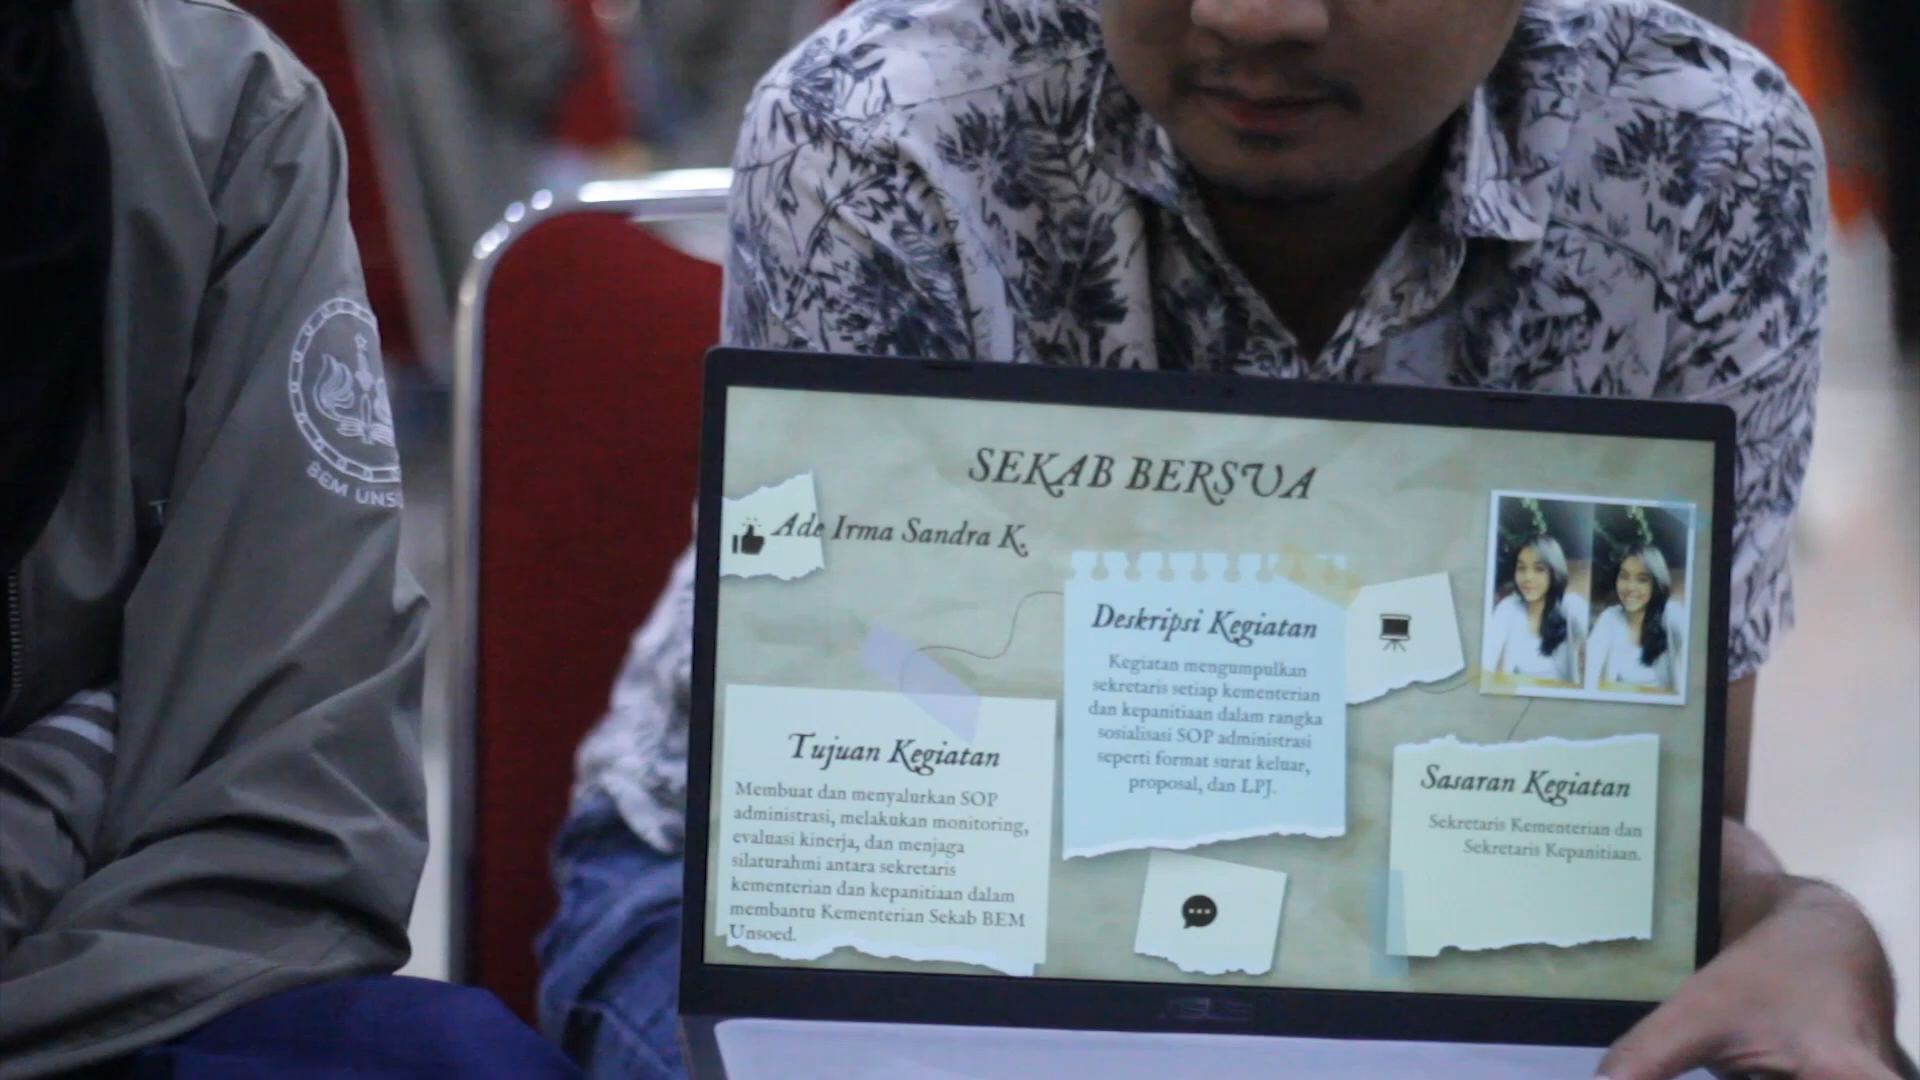 SEKAB BERSUA
Ade Irma Sandra K.
Deskripsi Kegiatan
Kegiatan mengumpulkan
sekretaris setiap kementerian
dan kepanitiaan dalam rangka
sosialisasi SOP administrasi
seperti format surat keluar,
proposal, dan LPJ.
Tujuan Kegiatan
Membuat dan menyalurkan SOP
administrasi, melakukan monitoring,
evaluasi kinerja, dan menjaga
silaturahmi antara sekretaris
kementerian dan kepanitiaan dalam
membantu Kementerian Sekab BEM
Unsoed.
Sasaran Kegiatan
Sekretaris Kementerian dan
Sekretaris Kepanitiaan.
BEM UNSO